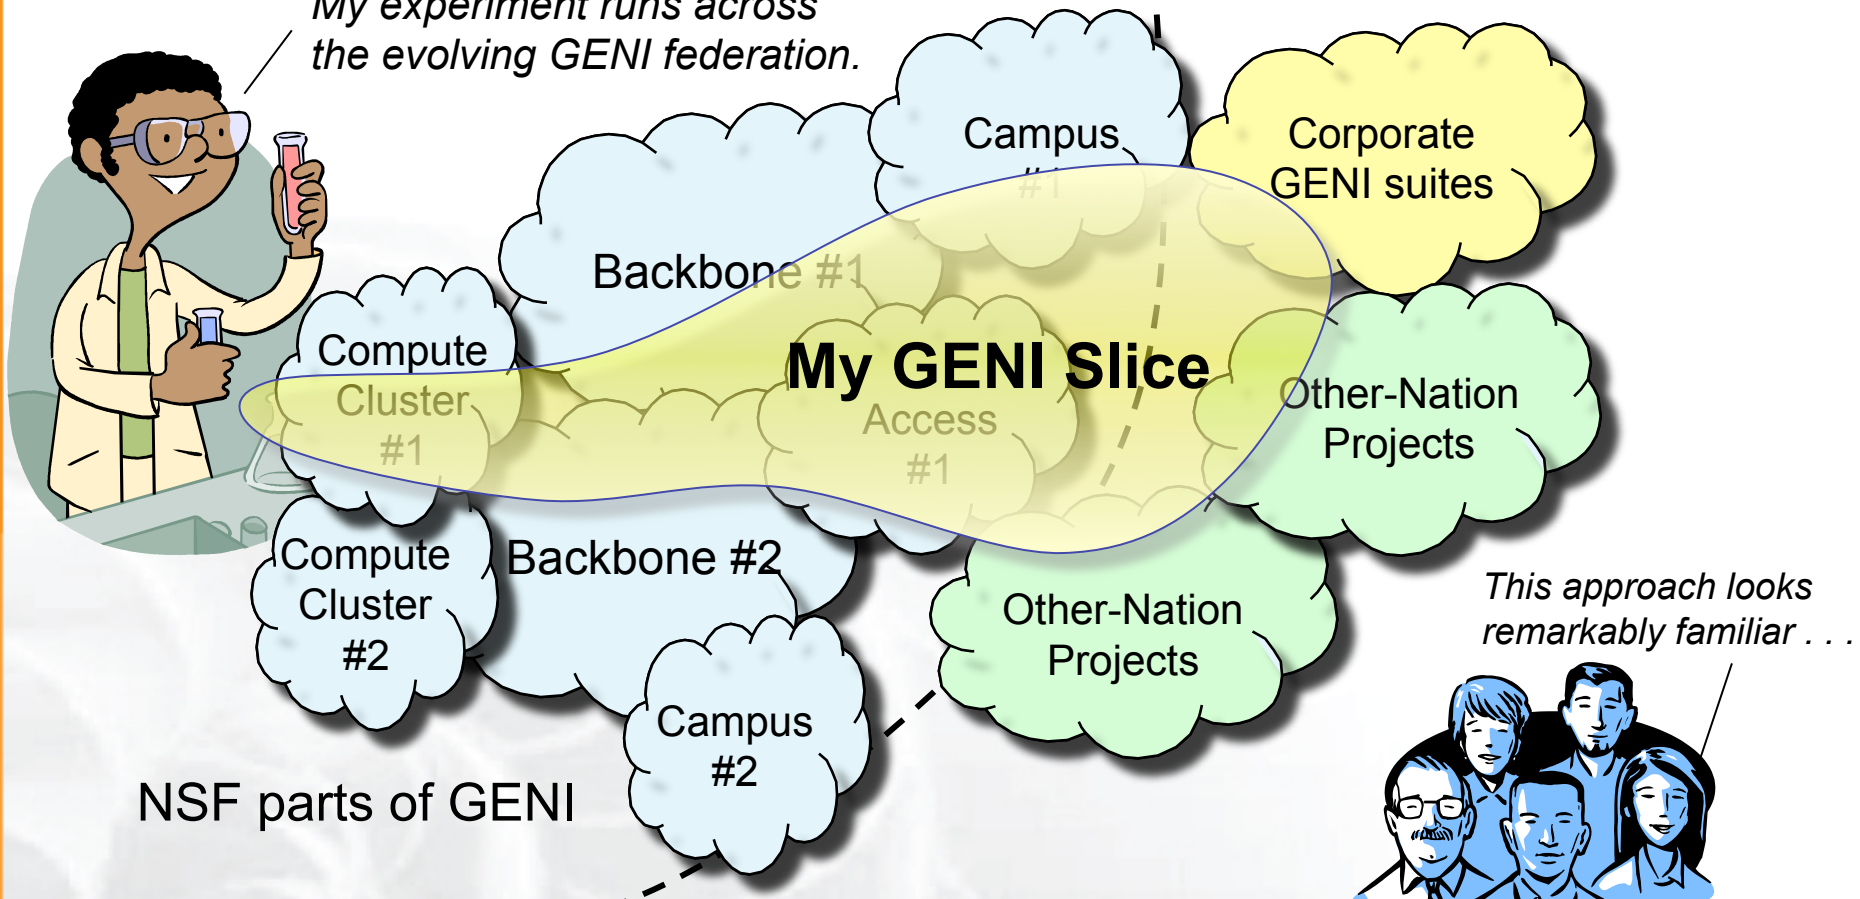 My experiment runs across
the evolving GENI federation.
Campus
#1
Corporate
GENI suites
Backbone #1
Compute
Cluster
#1
My GENI Slice
Access
#1
Other-Nation
Projects
Compute
Cluster
#2
Backbone #2
Other-Nation
Projects
This approach looks
remarkably familiar . . .
Campus
#2
NSF parts of GENI